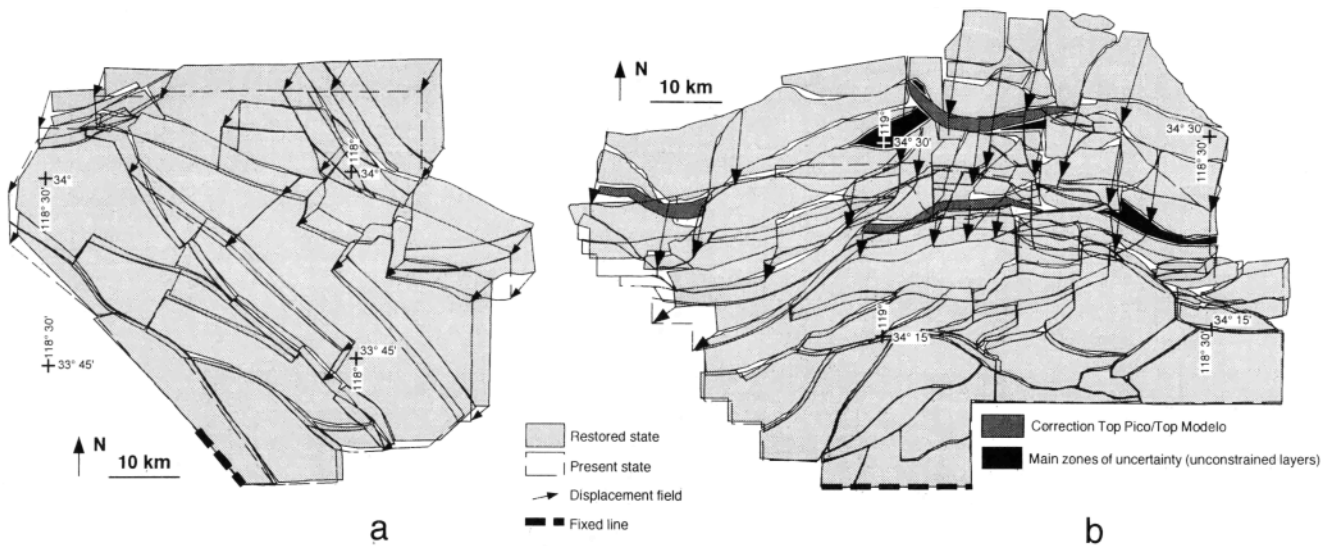 N
10 km
34°
118° 30'
118°
34°
118° 30'
33° 45'
33° 45'
118°
N
10 km
a
Restored state
Present state
Displacement field
Fixed line
N
10 km
119°
34° 30'
34° 30'
118° 30'
119°
34° 15'
34° 15'
118° 30'
Correction Top Pico/Top Modelo
Main zones of uncertainty (unconstrained layers)
b